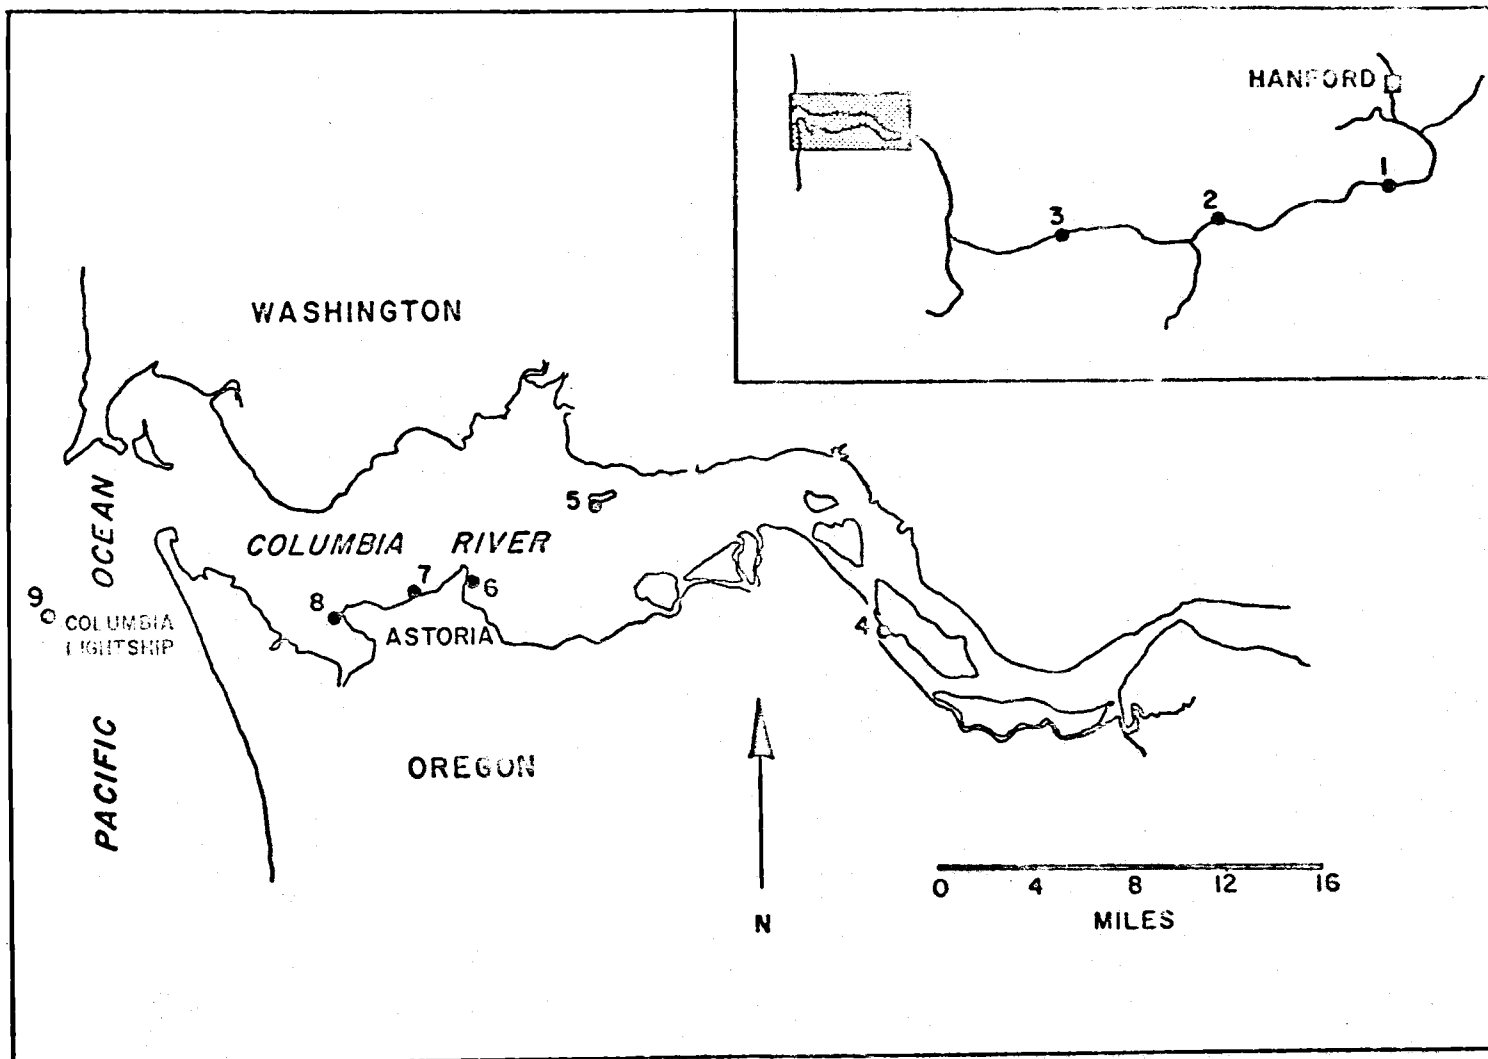 HANFORD
1
2
3
WASHINGTON
PACIFIC OCEAN
COLUMBIA RIVER
5
7
6
8
9
COLUMBIA
LIGHTSHIP
ASTORIA
4
OREGON
N
0 4 8 12 16
MILES